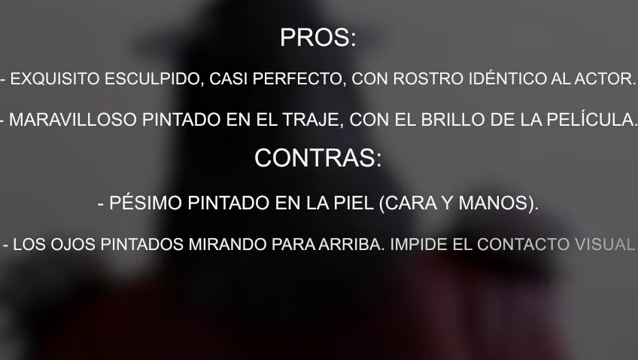 PROS:
- EXQUISITO ESCULPIDO, CASI PERFECTO, CON ROSTRO IDÉNTICO AL ACTOR.
- MARAVILLOSO PINTADO EN EL TRAJE, CON EL BRILLO DE LA PELÍCULA.
CONTRAS:
- PÉSIMO PINTADO EN LA PIEL (CARA Y MANOS).
- LOS OJOS PINTADOS MIRANDO PARA ARRIBA. IMPIDE EL CONTACTO VISUAL